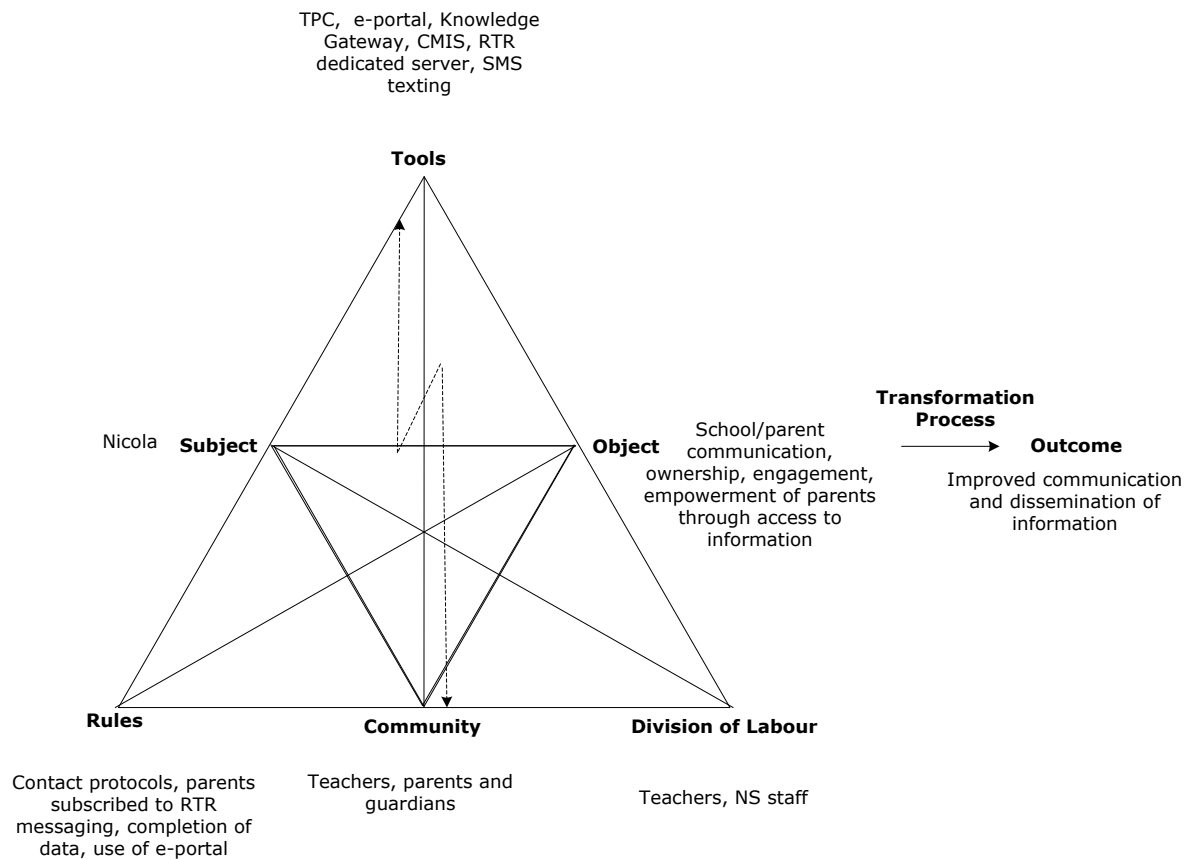 TPC,  e-portal, Knowledge
Gateway, CMIS, RTR
dedicated server, SMS
texting
Tools
Nicola
Subject
Object
School/parent
communication,
ownership, engagement,
empowerment of parents
through access to
information
Transformation
Process
Outcome
Improved communication
and dissemination of
information
Rules
Community
Division of Labour
Contact protocols, parents
subscribed to RTR
messaging, completion of
data, use of e-portal
Teachers, parents and
guardians
Teachers, NS staff